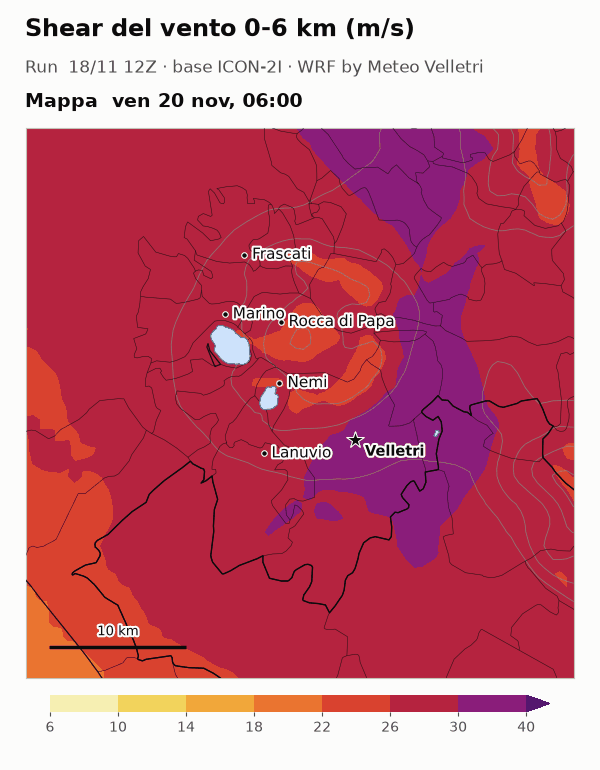 Shear del vento 0-6 km (m/s)
Run  18/11 12Z · base ICON-2I · WRF by Meteo Velletri
Mappa  ven 20 nov, 06:00
Frascati
Marino
Rocca di Papa
Nemi
Velletri
Lanuvio
10 km
6 10 14 18 22 26 30 40